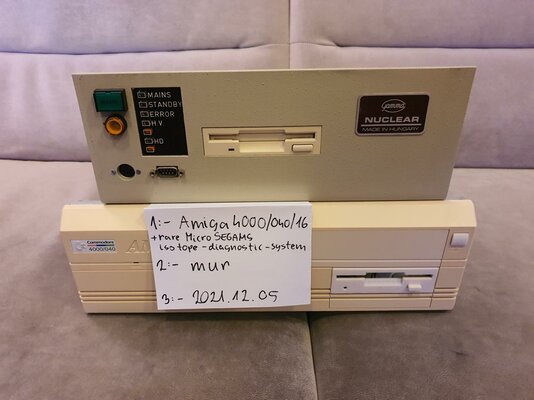 MAINS
STANDBY
ERROR
H.V.
HD
gamma
NUCLEAR
MADE IN HUNGARY
1:- Amiga 4000/040/16
+rare Micro SEGAMS
isotope-diagnostic-system
2:- mur
3:- 2021.12.05
Commodore
4000/040
A